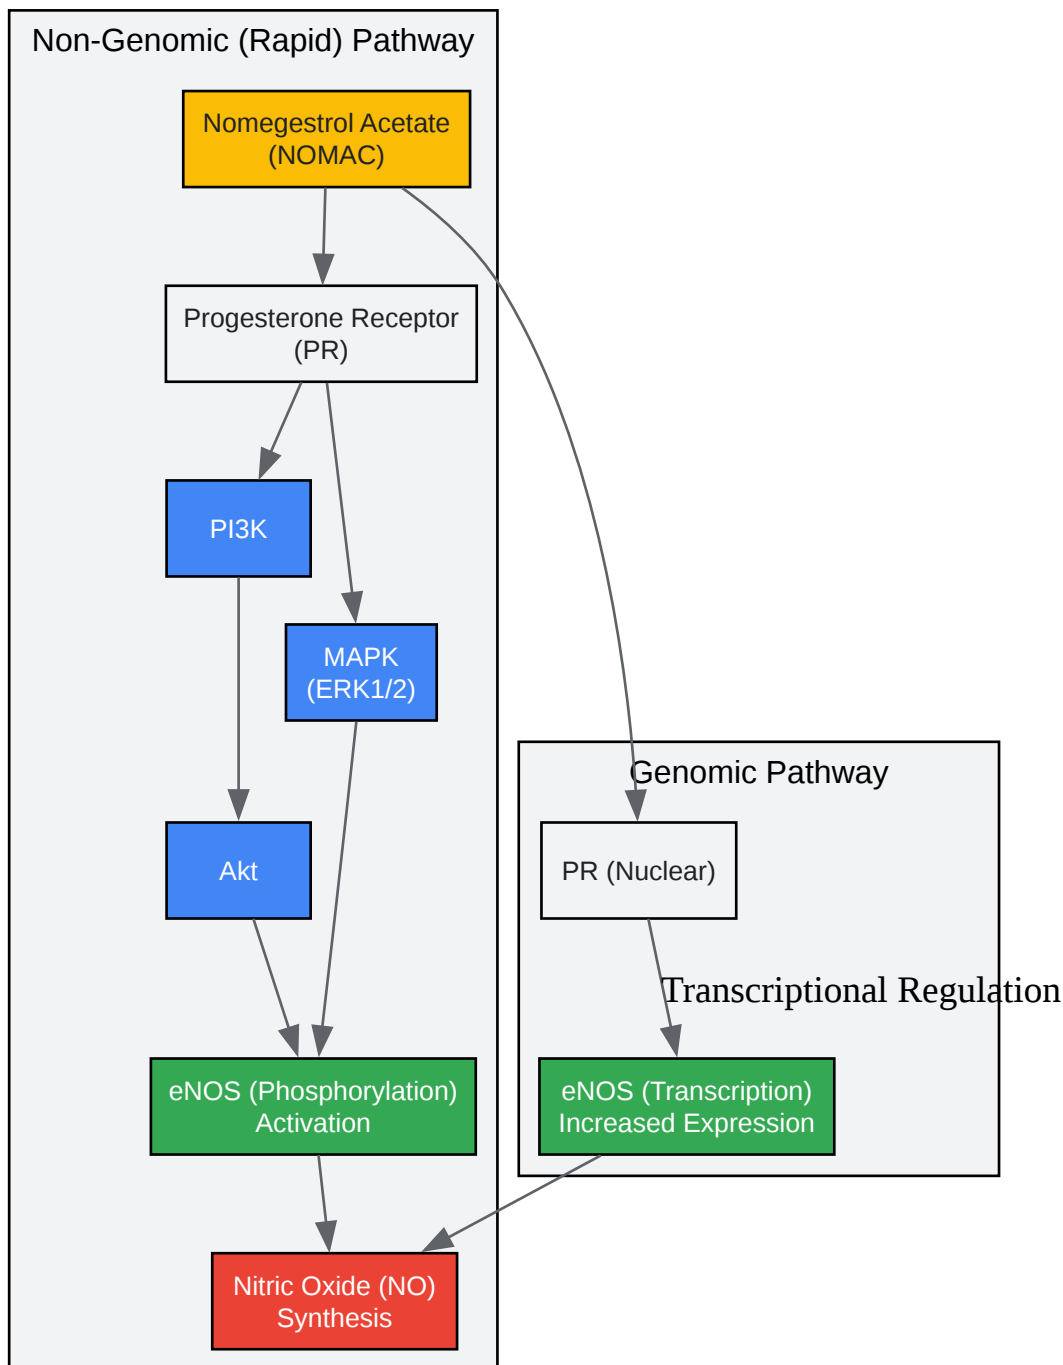 Non-Genomic (Rapid) Pathway
Nomegestrol Acetate
(NOMAC)
Progesterone Receptor
(PR)
PI3K
MAPK
(ERK1/2)
Akt
eNOS (Phosphorylation)
Activation
Genomic Pathway
PR (Nuclear)
Transcriptional Regulation
eNOS (Transcription)
Increased Expression
Nitric Oxide (NO)
Synthesis